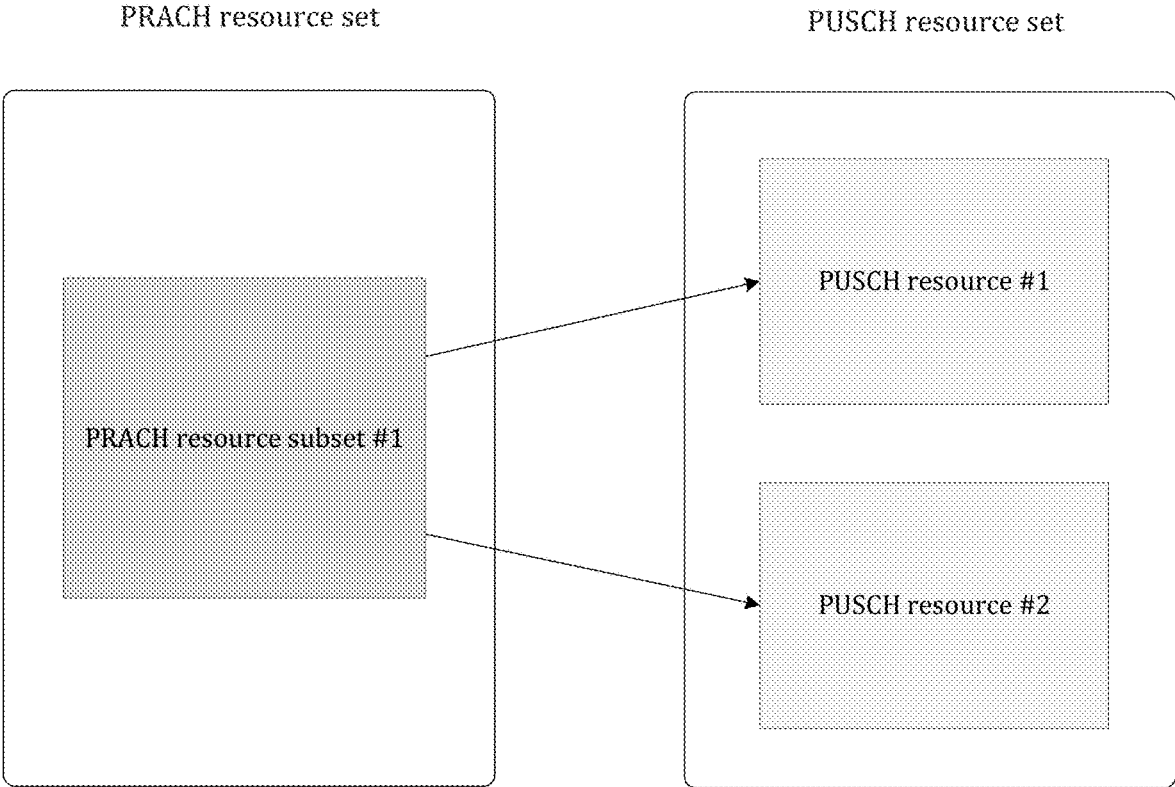 PRACH resource set
PUSCH resource set
PUSCH resource #1
PRACH resource subset #1
PUSCH resource #2